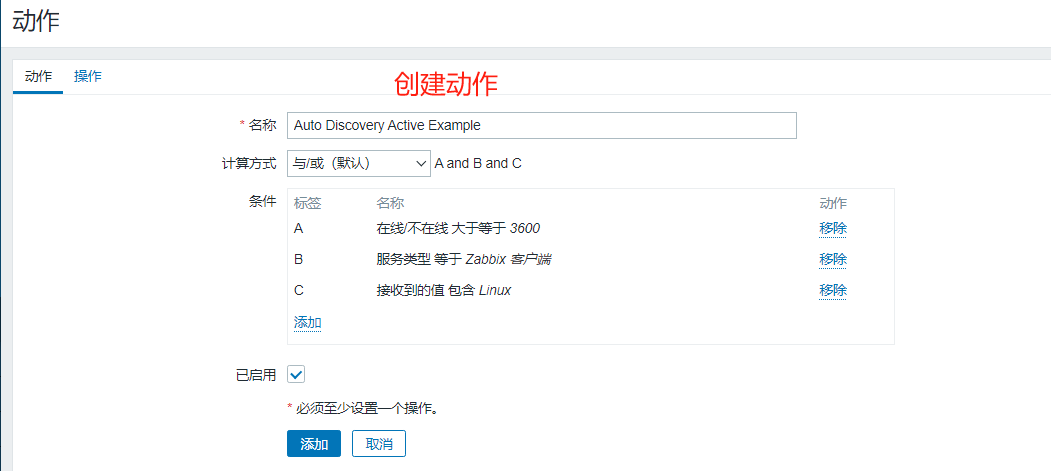 动作
动作 操作
创建动作
* 名称 Auto Discovery Active Example
计算方式 与/或（默认） A and B and C
条件 标签 名称 动作
A 在线/不在线 大于等于 3600 移除
B 服务类型 等于 Zabbix 客户端 移除
C 接收到的值 包含 Linux 移除
添加
已启用
* 必须至少设置一个操作。
添加 取消